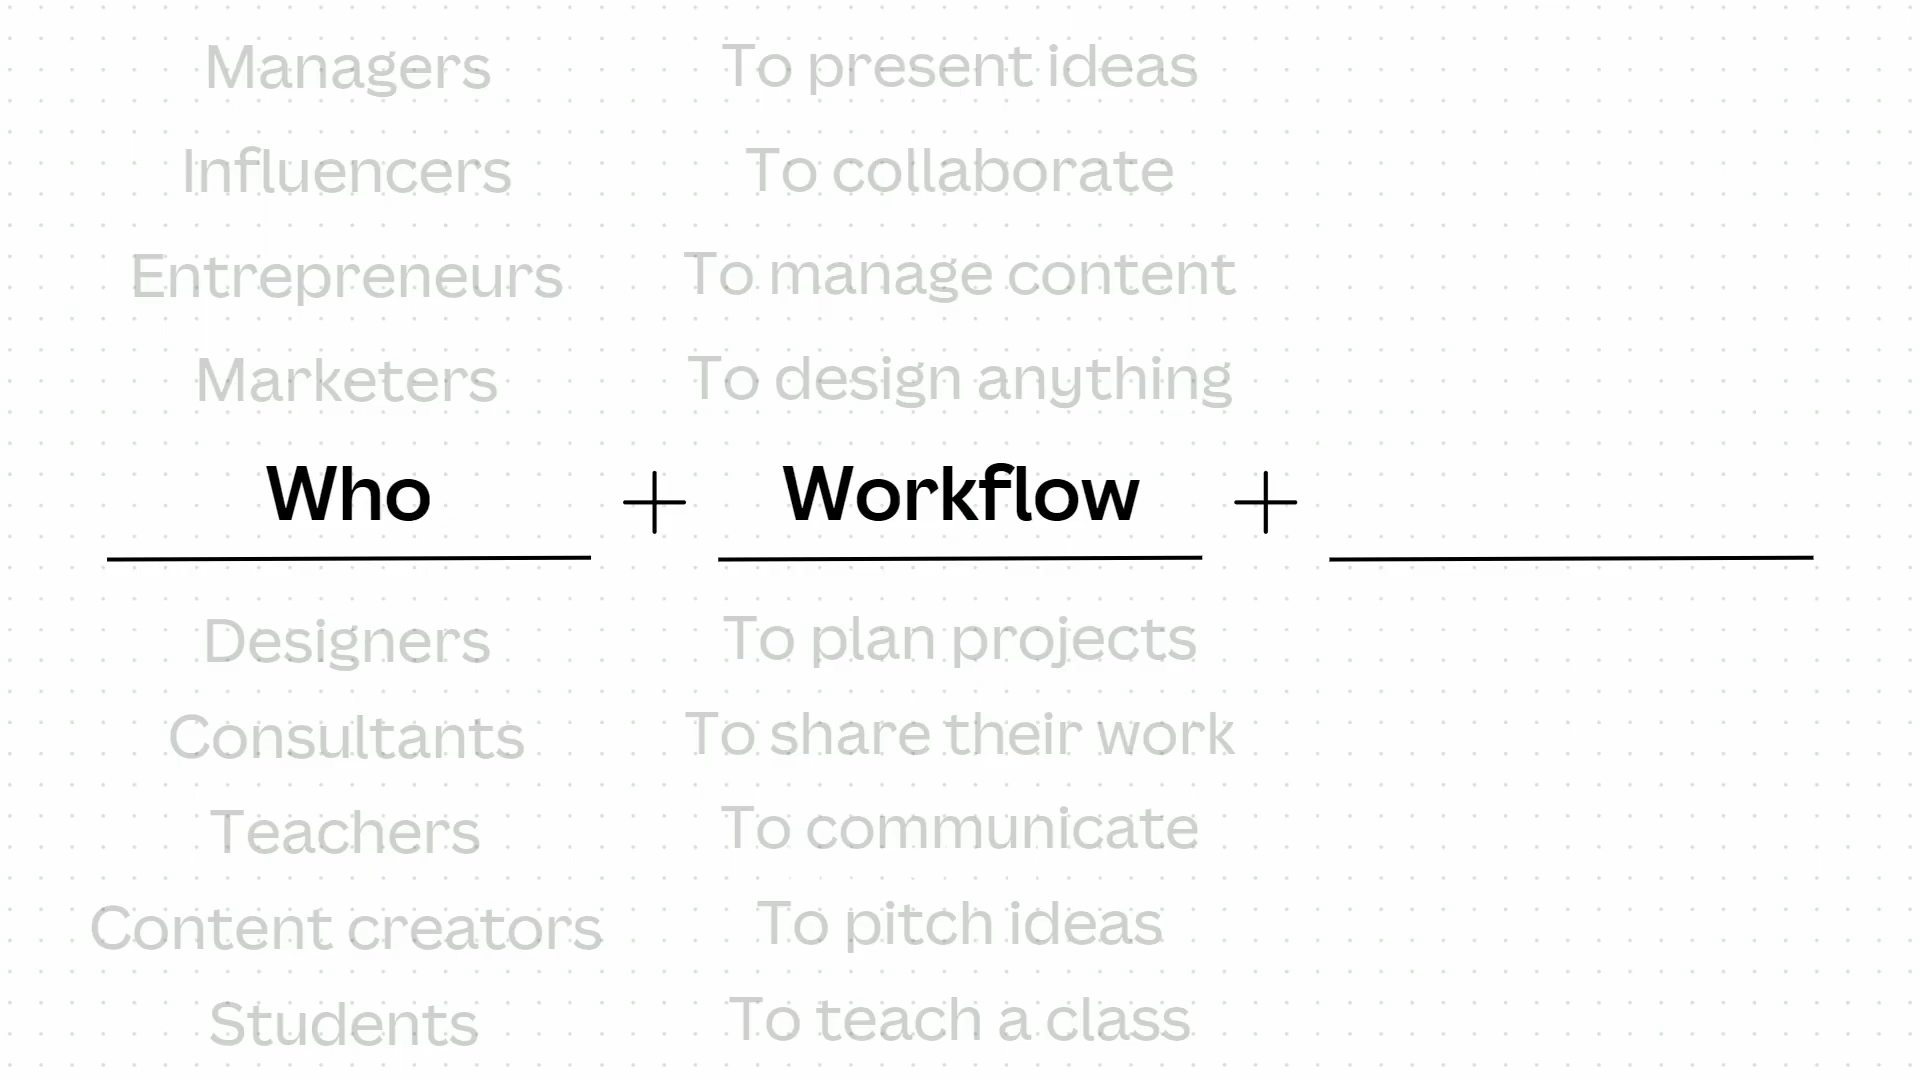 Managers
Influencers
Entrepreneurs
Marketers
Who
Designers
Consultants
Teachers
Content creators
Students
+
To present ideas
To collaborate
To manage content
To design anything
Workflow
To plan projects
To share their work
To communicate
To pitch ideas
To teach a class
+